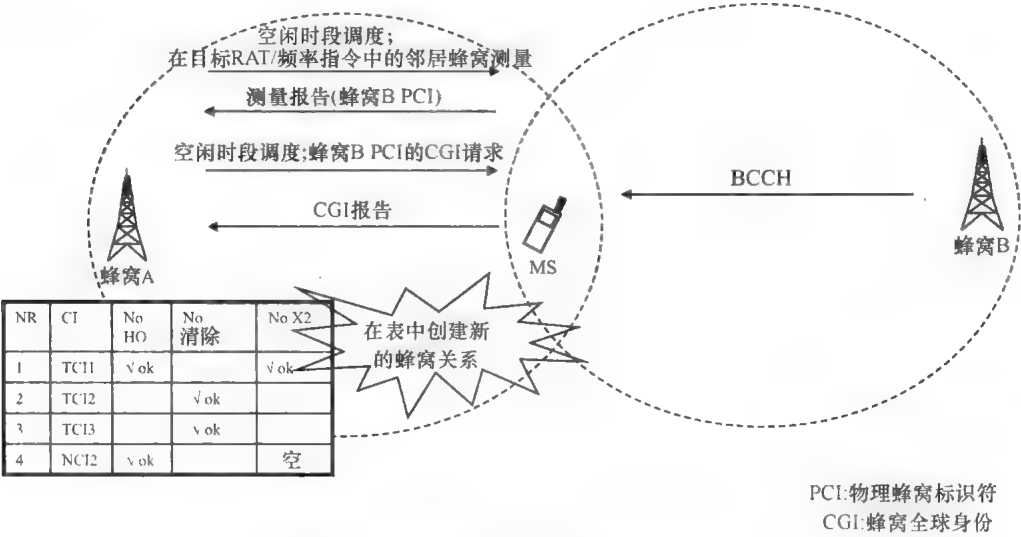 空闲时段调度;
在目标RAT/频率指令中的邻居蜂窝测量
测量报告(蜂窝B PCI)
空闲时段调度;蜂窝B PCI的CGI请求
CGI报告
BCCH
蜂窝A
MS
蜂窝B
在表中创建新
的蜂窝关系
NR CI No HO No 清除 No X2
1 TCI1 √ ok √ ok
2 TCI2 √ ok
3 TCI3 √ ok
4 NCI2 √ ok 空
PCI:物理蜂窝标识符
CGI:蜂窝全球身份